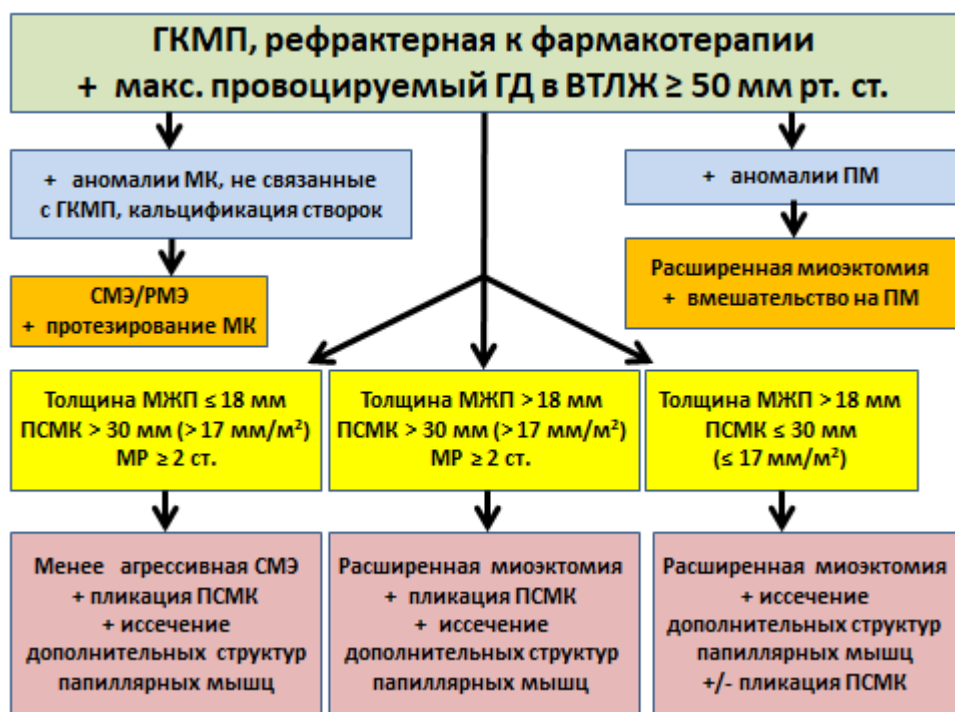 ГКМП, рефрактерная к фармакотерапии
+ макс. провоцируемый ГД в ВТЛЖ ≥ 50 мм рт. ст.
+ аномалии МК, не связанные
с ГКМП, кальцификация створок
+ аномалии ПМ
СМЭ/РМЭ
+ протезирование МК
Расширенная миоэктомия
+ вмешательство на ПМ
Толщина МЖП ≤ 18 мм
ПСМК > 30 мм (> 17 мм/м²)
МР ≥ 2 ст.
Толщина МЖП > 18 мм
ПСМК > 30 мм (> 17 мм/м²)
МР ≥ 2 ст.
Толщина МЖП > 18 мм
ПСМК ≤ 30 мм
(≤ 17 мм/м²)
Менее агрессивная СМЭ
+ пликация ПСМК
+ иссечение
дополнительных структур
папиллярных мышц
Расширенная миоэктомия
+ пликация ПСМК
+ иссечение
дополнительных структур
папиллярных мышц
Расширенная миоэктомия
+ иссечение
дополнительных структур
папиллярных мышц
+/- пликация ПСМК